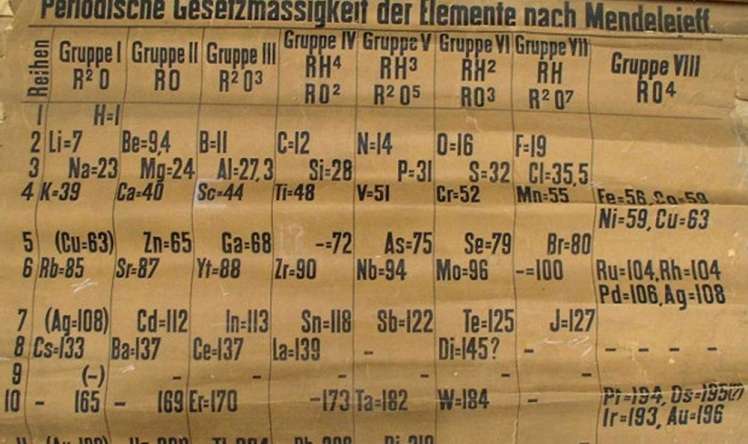 Periodische Gesetzmässigkeit der Elemente nach Mendelejeff.
Reihen Gruppe I Gruppe II Gruppe III Gruppe IV Gruppe V Gruppe VI Gruppe VII Gruppe VIII
RH⁴ RH³ RH² RH
R²O RO R²O³ RO² R²O⁵ RO³ R²O⁷ RO⁴
1 H=1
2 Li=7 Be=9,4 B=11 C=12 N=14 O=16 F=19
3 Na=23 Mg=24 Al=27,3 Si=28 P=31 S=32 Cl=35,5
4 K=39 Ca=40 Sc=44 Ti=48 V=51 Cr=52 Mn=55 Fe=56, Co=59
Ni=59, Cu=63
5 (Cu=63) Zn=65 Ga=68 -=72 As=75 Se=79 Br=80
6 Rb=85 Sr=87 Yt=88 Zr=90 Nb=94 Mo=96 -=100 Ru=104, Rh=104
Pd=106, Ag=108
7 (Ag=108) Cd=112 In=113 Sn=118 Sb=122 Te=125 J=127
8 Cs=133 Ba=137 Ce=137 La=139 - Di=145? - - - - -
9 (-) - - - - - -
10 - 165 - 169 Er=170 -173 Ta=182 W=184 - Pt=194, Os=195(?)
Ir=193, Au=196